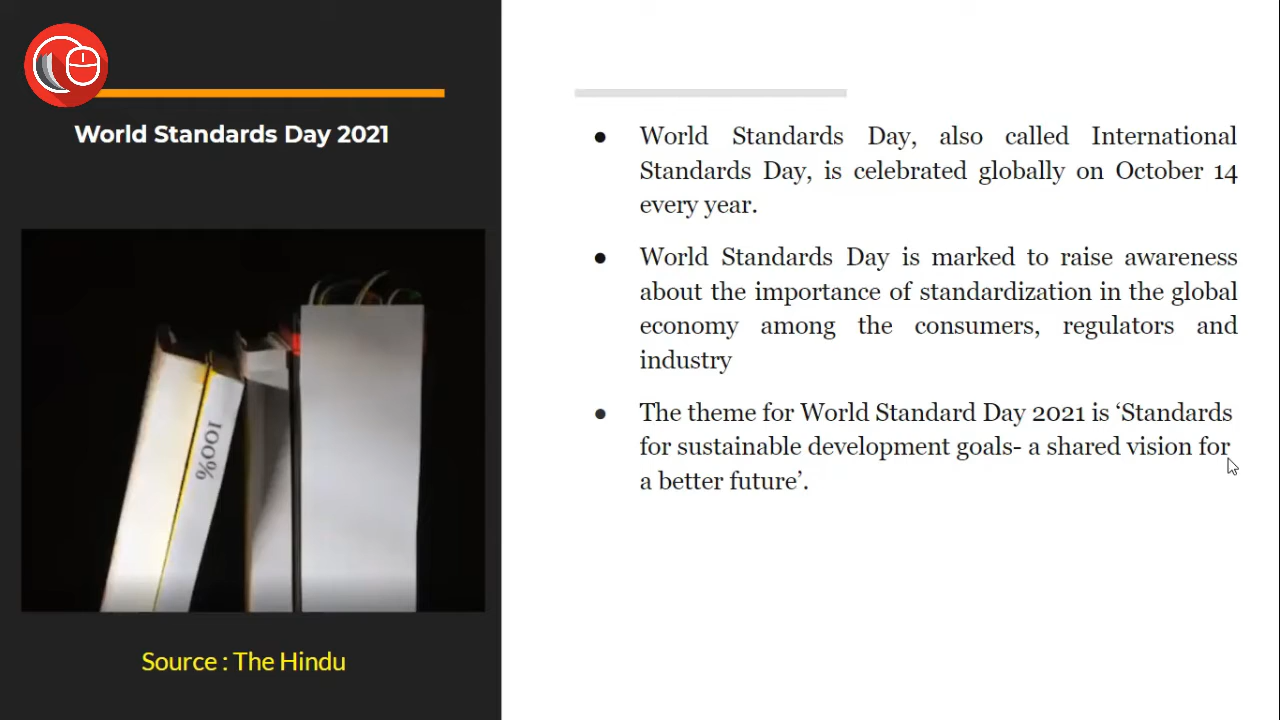 World Standards Day 2021
100%
Source : The Hindu
● World Standards Day, also called International
Standards Day, is celebrated globally on October 14
every year.
● World Standards Day is marked to raise awareness
about the importance of standardization in the global
economy among the consumers, regulators and
industry
● The theme for World Standard Day 2021 is ‘Standards
for sustainable development goals- a shared vision for
a better future’.